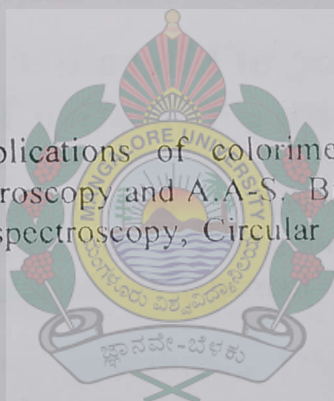 plications of colorime
roscopy and A.A-S. B
spectroscopy, Circular
MANGALORE UNIVERSITY
ಮಂಗಳೂರು ವಿಶ್ವವಿದ್ಯಾನಿಲಯ
ಜ್ಞಾನವೇ-ಬೆಳಕು